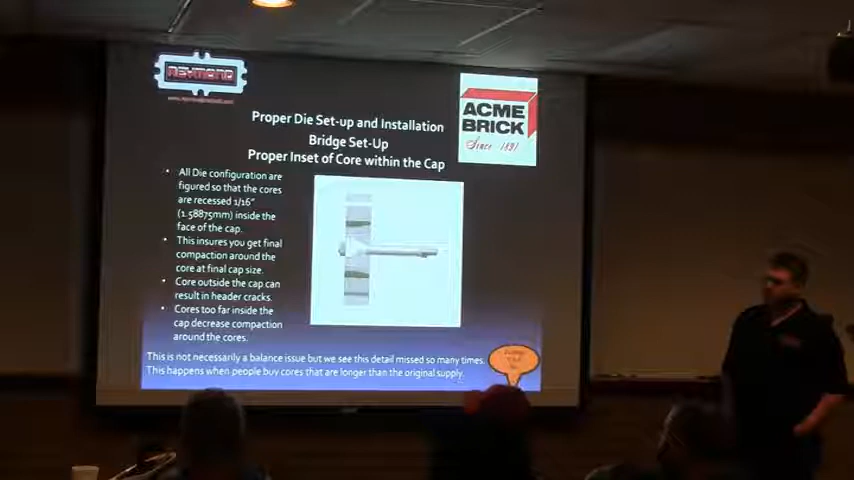 REYMOND
ACME
BRICK
Since 1891
Proper Die Set-up and Installation
Bridge Set-Up
Proper Inset of Core within the Cap
• All Die configuration are
figured so that the cores
are recessed 1/16"
(1.58875mm) inside the
face of the cap.
• This insures you get final
compaction around the
core at final cap size.
• Core outside the cap can
result in header cracks.
• Cores too far inside the
cap decrease compaction
around the cores.
This is not necessarily a balance issue but we see this detail missed so many times.
This happens when people buy cores that are longer than the original supply.